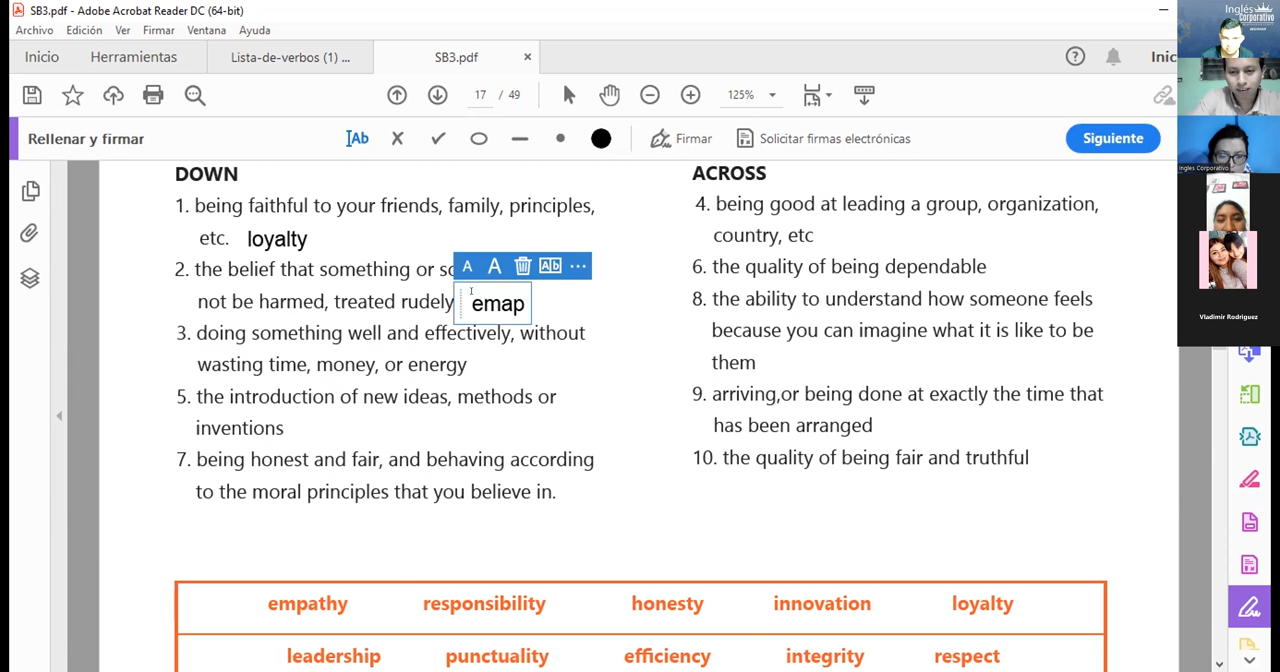 SB3.pdf - Adobe Acrobat Reader DC (64-bit)
Archivo Edición Ver Firmar Ventana Ayuda
Inicio Herramientas Lista-de-verbos (1) ... SB3.pdf × Inic
17 / 49 125%
Rellenar y firmar Ab Firmar Solicitar firmas electrónicas Siguiente
DOWN
1. being faithful to your friends, family, principles,
etc. loyalty
2. the belief that something or so
not be harmed, treated rudely
A A Ab ...
emap
3. doing something well and effectively, without
wasting time, money, or energy
5. the introduction of new ideas, methods or
inventions
7. being honest and fair, and behaving according
to the moral principles that you believe in.
ACROSS
4. being good at leading a group, organization,
country, etc
6. the quality of being dependable
8. the ability to understand how someone feels
because you can imagine what it is like to be
them
9. arriving,or being done at exactly the time that
has been arranged
10. the quality of being fair and truthful
empathy responsibility honesty innovation loyalty
leadership punctuality efficiency integrity respect
Inglés
Corporativo
Ingles Corporativo
Vladimir Rodriguez